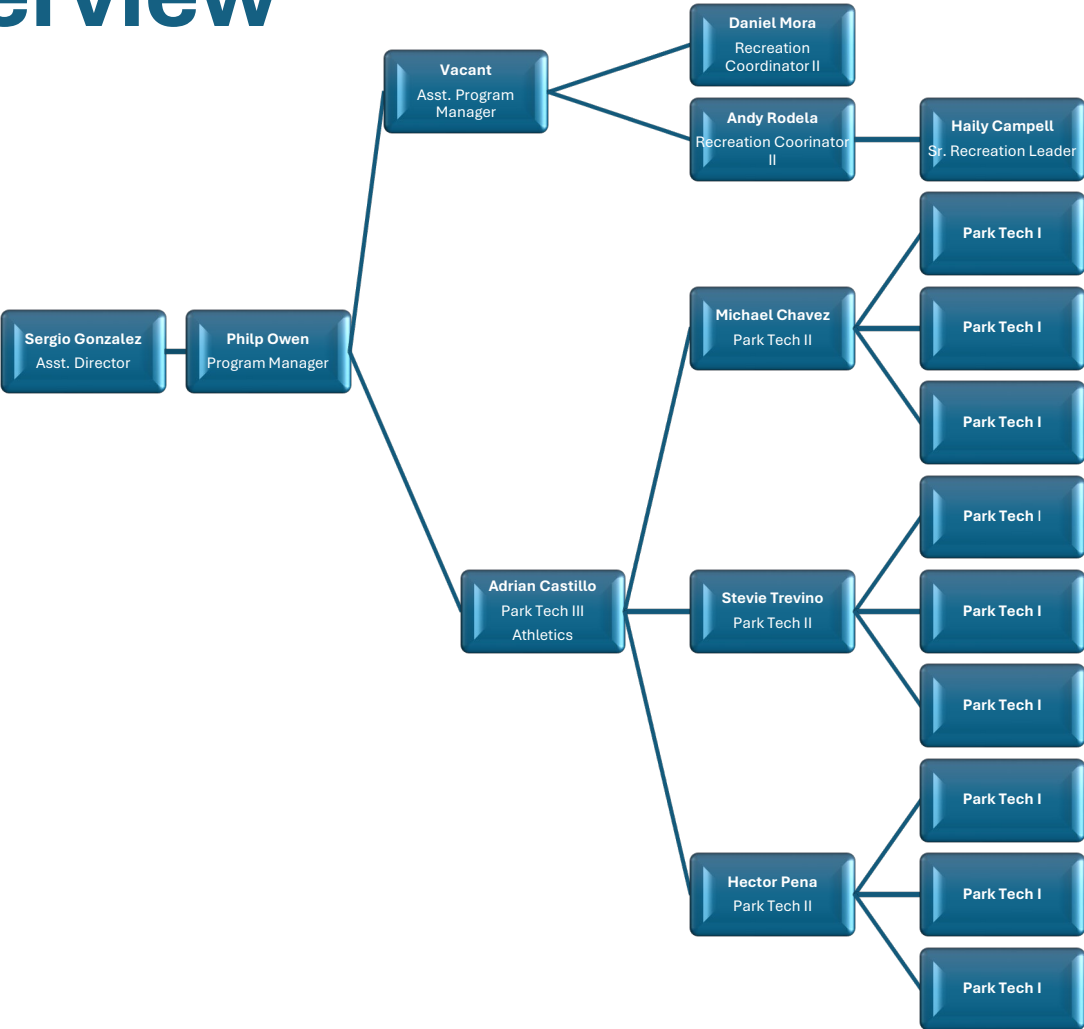 erview
Daniel Mora
Recreation
Coordinator II
Vacant
Asst. Program
Manager
Andy Rodela
Recreation Coorinator
II
Haily Campell
Sr. Recreation Leader
Park Tech I
Michael Chavez
Park Tech II
Park Tech I
Sergio Gonzalez
Asst. Director
Philp Owen
Program Manager
Park Tech I
Park Tech I
Adrian Castillo
Park Tech III
Athletics
Stevie Trevino
Park Tech II
Park Tech I
Park Tech I
Park Tech I
Hector Pena
Park Tech II
Park Tech I
Park Tech I